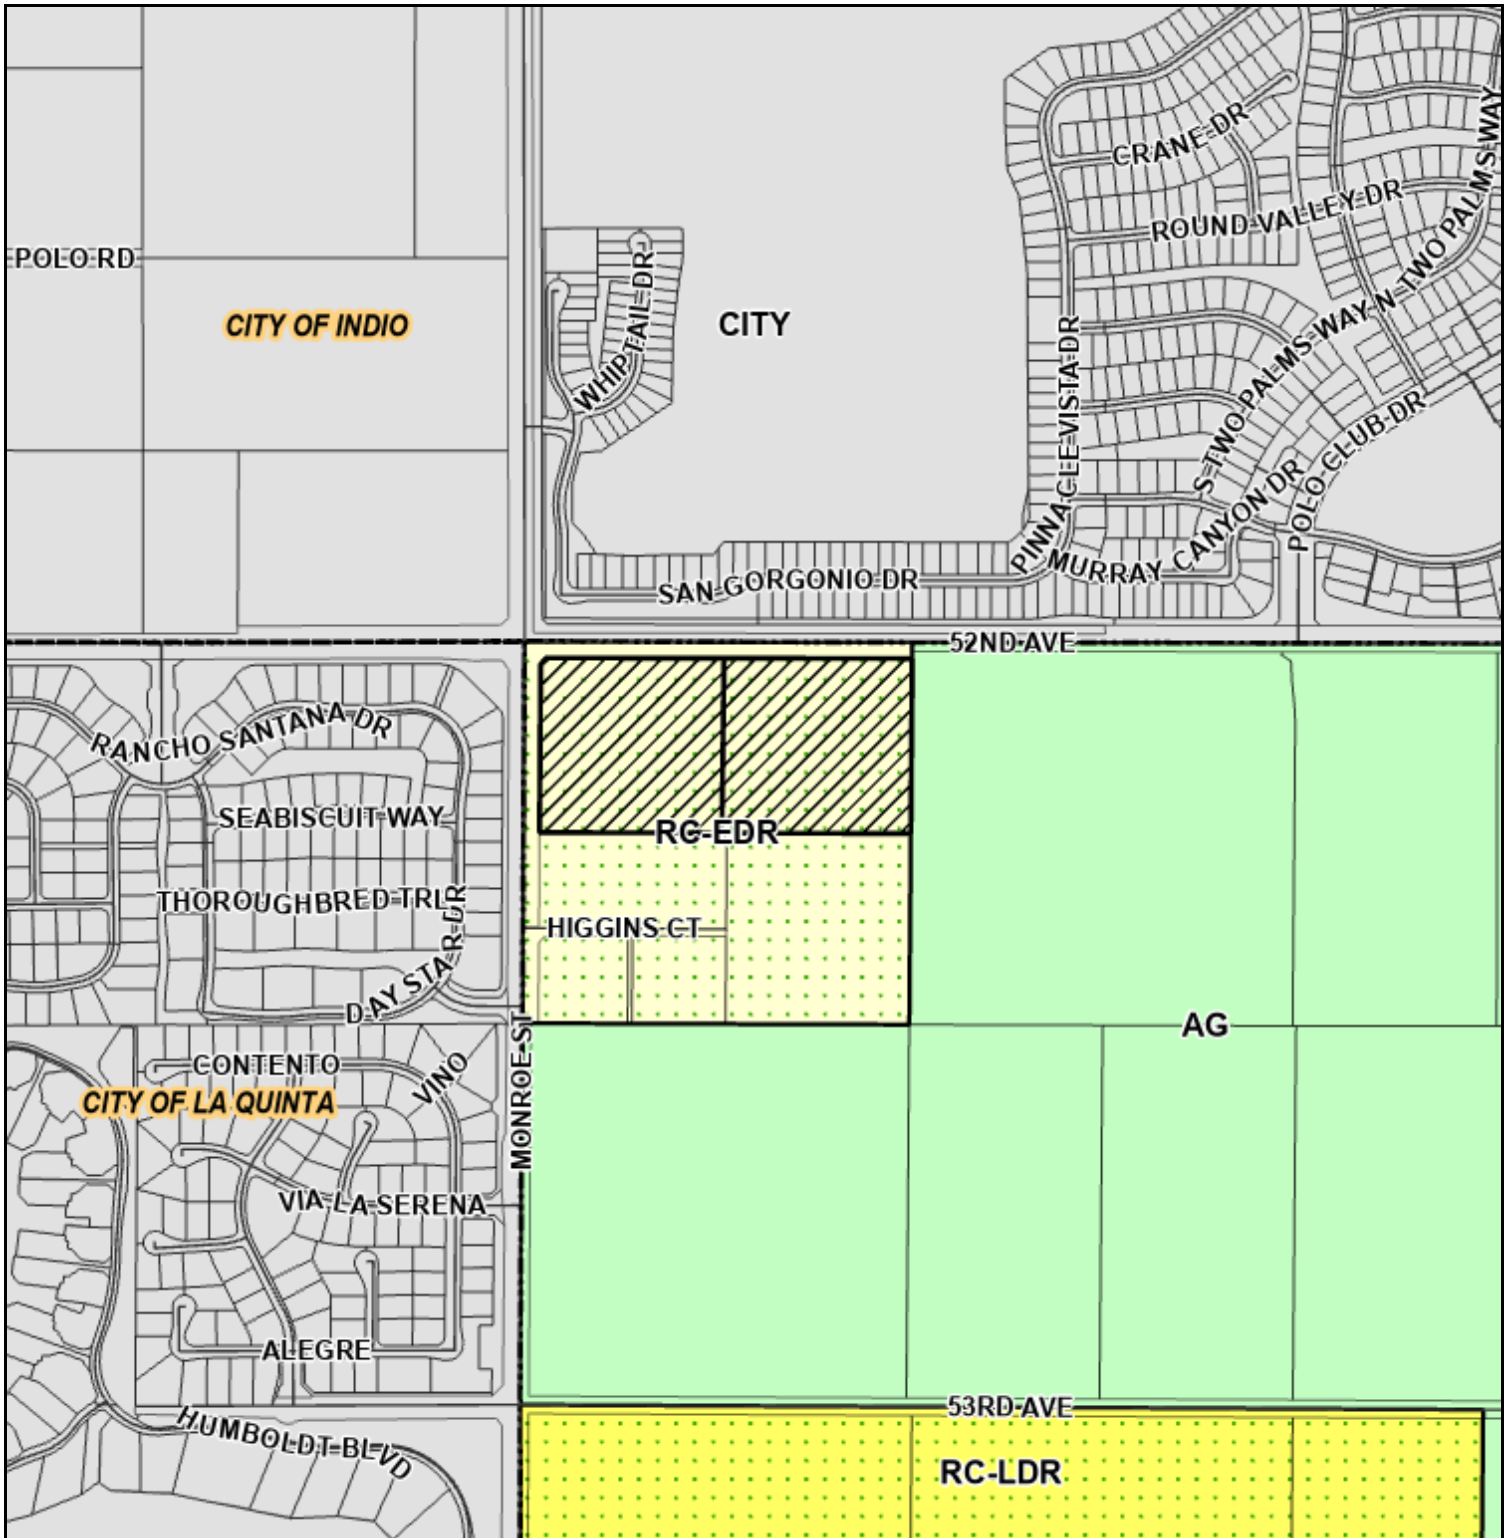 CRANE DR
ROUND VALLEY DR
N TWO PALMS WAY
POLO RD
CITY OF INDIO
WHIPTAIL DR
CITY
PINNACLE VISTA DR
S TWO PALMS WAY
POLO CLUB DR
MURRAY CANYON DR
SAN GORGONIO DR
52ND AVE
RANCHO SANTANA DR
SEABISCUIT WAY
RC-EDR
THOROUGHBRED TRL
HIGGINS CT
DAY STAR DR
AG
CONTENTO
VINO
CITY OF LA QUINTA
MONROE ST
VIA LA SERENA
ALEGRE
53RD AVE
HUMBOLDT BLVD
RC-LDR